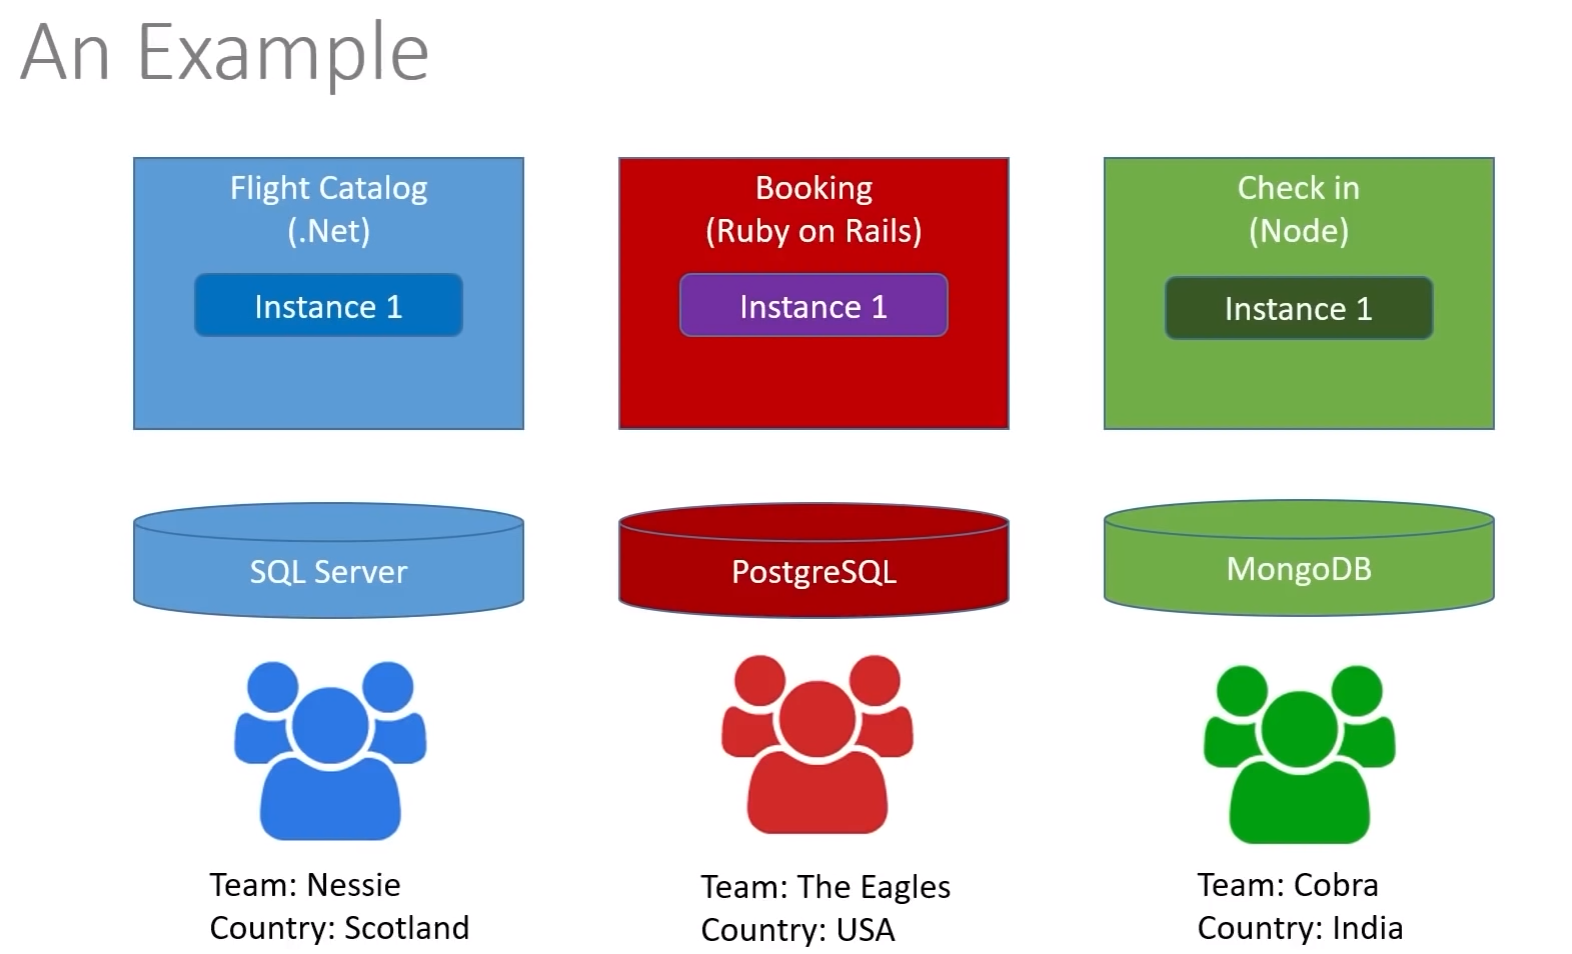 An Example
Flight Catalog
(.Net)
Instance 1
Booking
(Ruby on Rails)
Instance 1
Check in
(Node)
Instance 1
SQL Server
PostgreSQL
MongoDB
Team: Nessie
Country: Scotland
Team: The Eagles
Country: USA
Team: Cobra
Country: India